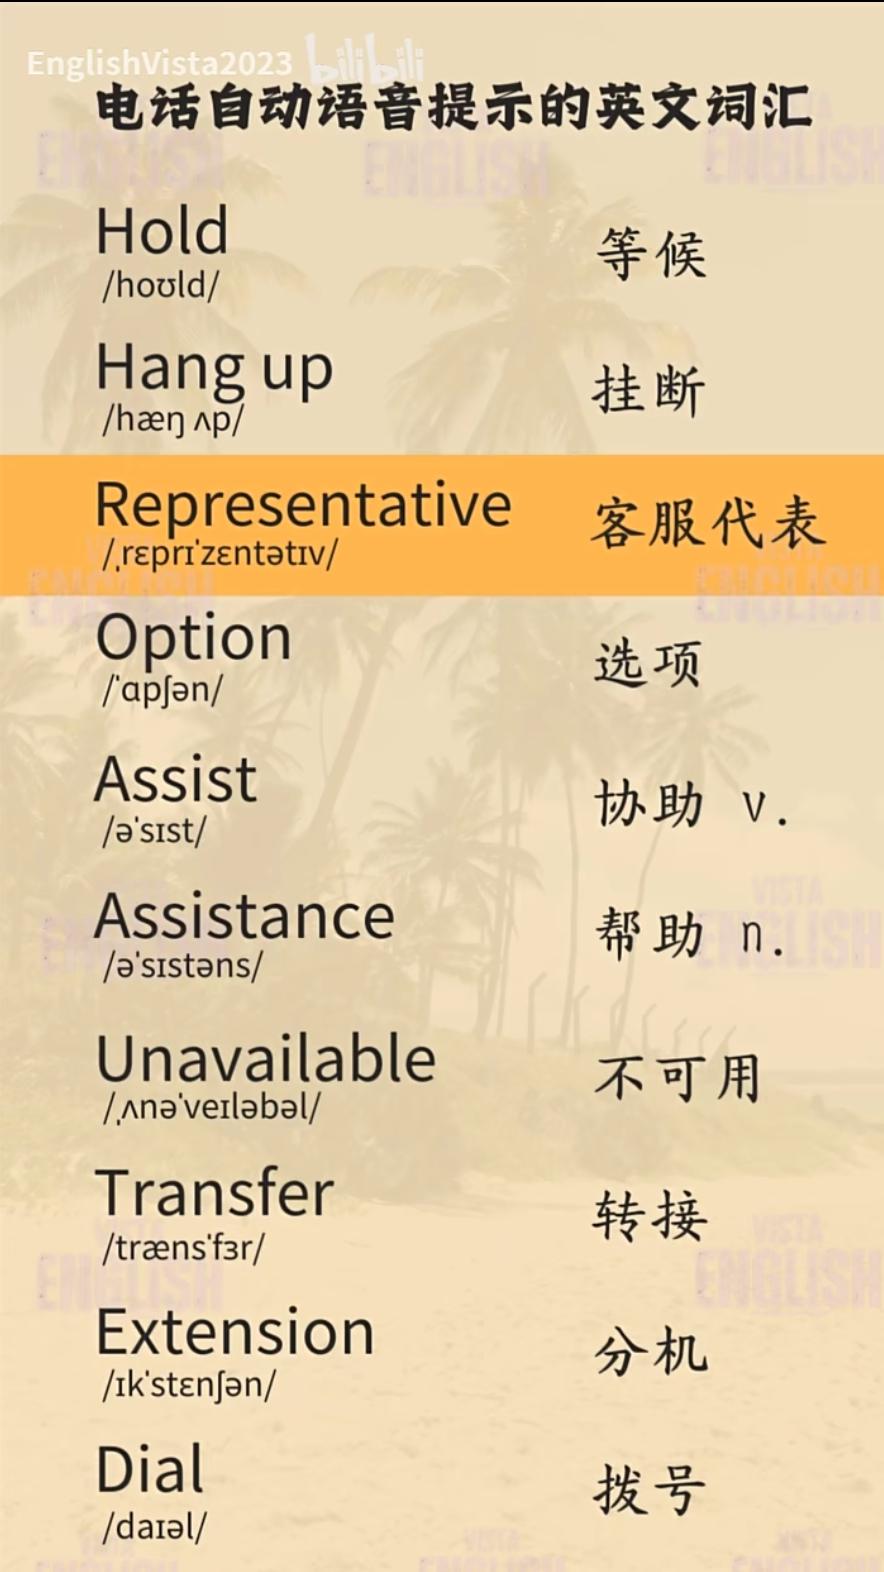 EnglishVista2023 bilibili
电话自动语音提示的英文词汇
Hold 等候
/hoʊld/
Hang up 挂断
/hæŋ ʌp/
Representative 客服代表
/ˌrɛprɪˈzɛntətɪv/
Option 选项
/ˈɑpʃən/
Assist 协助 v.
/əˈsɪst/
Assistance 帮助 n.
/əˈsɪstəns/
Unavailable 不可用
/ˌʌnəˈveɪləbəl/
Transfer 转接
/trænsˈfɜr/
Extension 分机
/ɪkˈstɛnʃən/
Dial 拨号
/daɪəl/